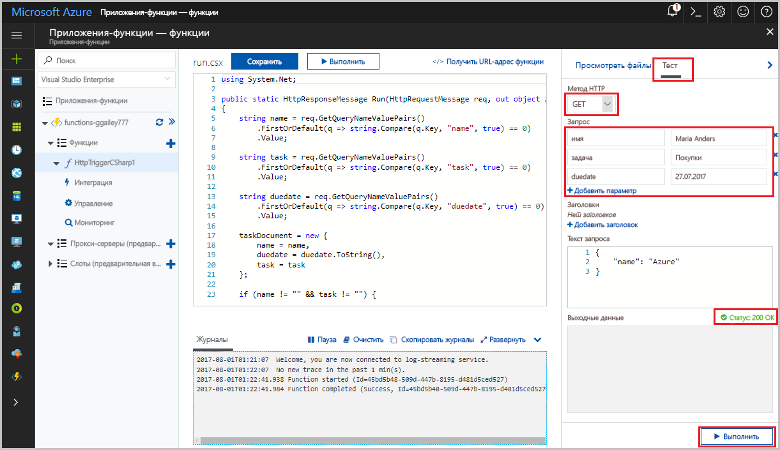 Microsoft Azure Приложения-функции — функции
1
Приложения-функции — функции
Приложения-функции
Поиск
Visual Studio Enterprise
Приложения-функции
functions-ggailey777
Функции
HttpTriggerCSharp1
Интеграция
Управление
Мониторинг
Прокси-серверы (предвар...
Слоты (предварительная в...
run.csx Сохранить Выполнить </> Получить URL-адрес функции
1 using System.Net;
2
3 public static HttpResponseMessage Run(HttpRequestMessage req, out object
4 {
5 string name = req.GetQueryNameValuePairs()
6 .FirstOrDefault(q => string.Compare(q.Key, "name", true) == 0)
7 .Value;
8
9 string task = req.GetQueryNameValuePairs()
10 .FirstOrDefault(q => string.Compare(q.Key, "task", true) == 0)
11 .Value;
12
13 string duedate = req.GetQueryNameValuePairs()
14 .FirstOrDefault(q => string.Compare(q.Key, "duedate", true) == 0)
15 .Value;
16
17 taskDocument = new {
18 name = name,
19 duedate = duedate.ToString(),
20 task = task
21 };
22
23 if (name != "" && task != "") {
Журналы Пауза Очистить Скопировать журналы Развернуть
2017-08-01T01:21:07 Welcome, you are now connected to log-streaming service.
2017-08-01T01:22:07 No new trace in the past 1 min(s).
2017-08-01T01:22:41.938 Function started (Id=45bd5b48-509d-447b-8195-d481d5ced527)
2017-08-01T01:22:41.984 Function completed (Success, Id=45bd5b48-509d-447b-8195-d481d5ced527
Просмотреть файлы Тест
Метод HTTP
GET
Запрос
имя Maria Anders
задача Покупки
duedate 27.07.2017
Добавить параметр
Заголовки
Нет заголовков
Добавить заголовок
Текст запроса
1 {
2 "name": "Azure"
3 }
Выходные данные Статус: 200 OK
Выполнить